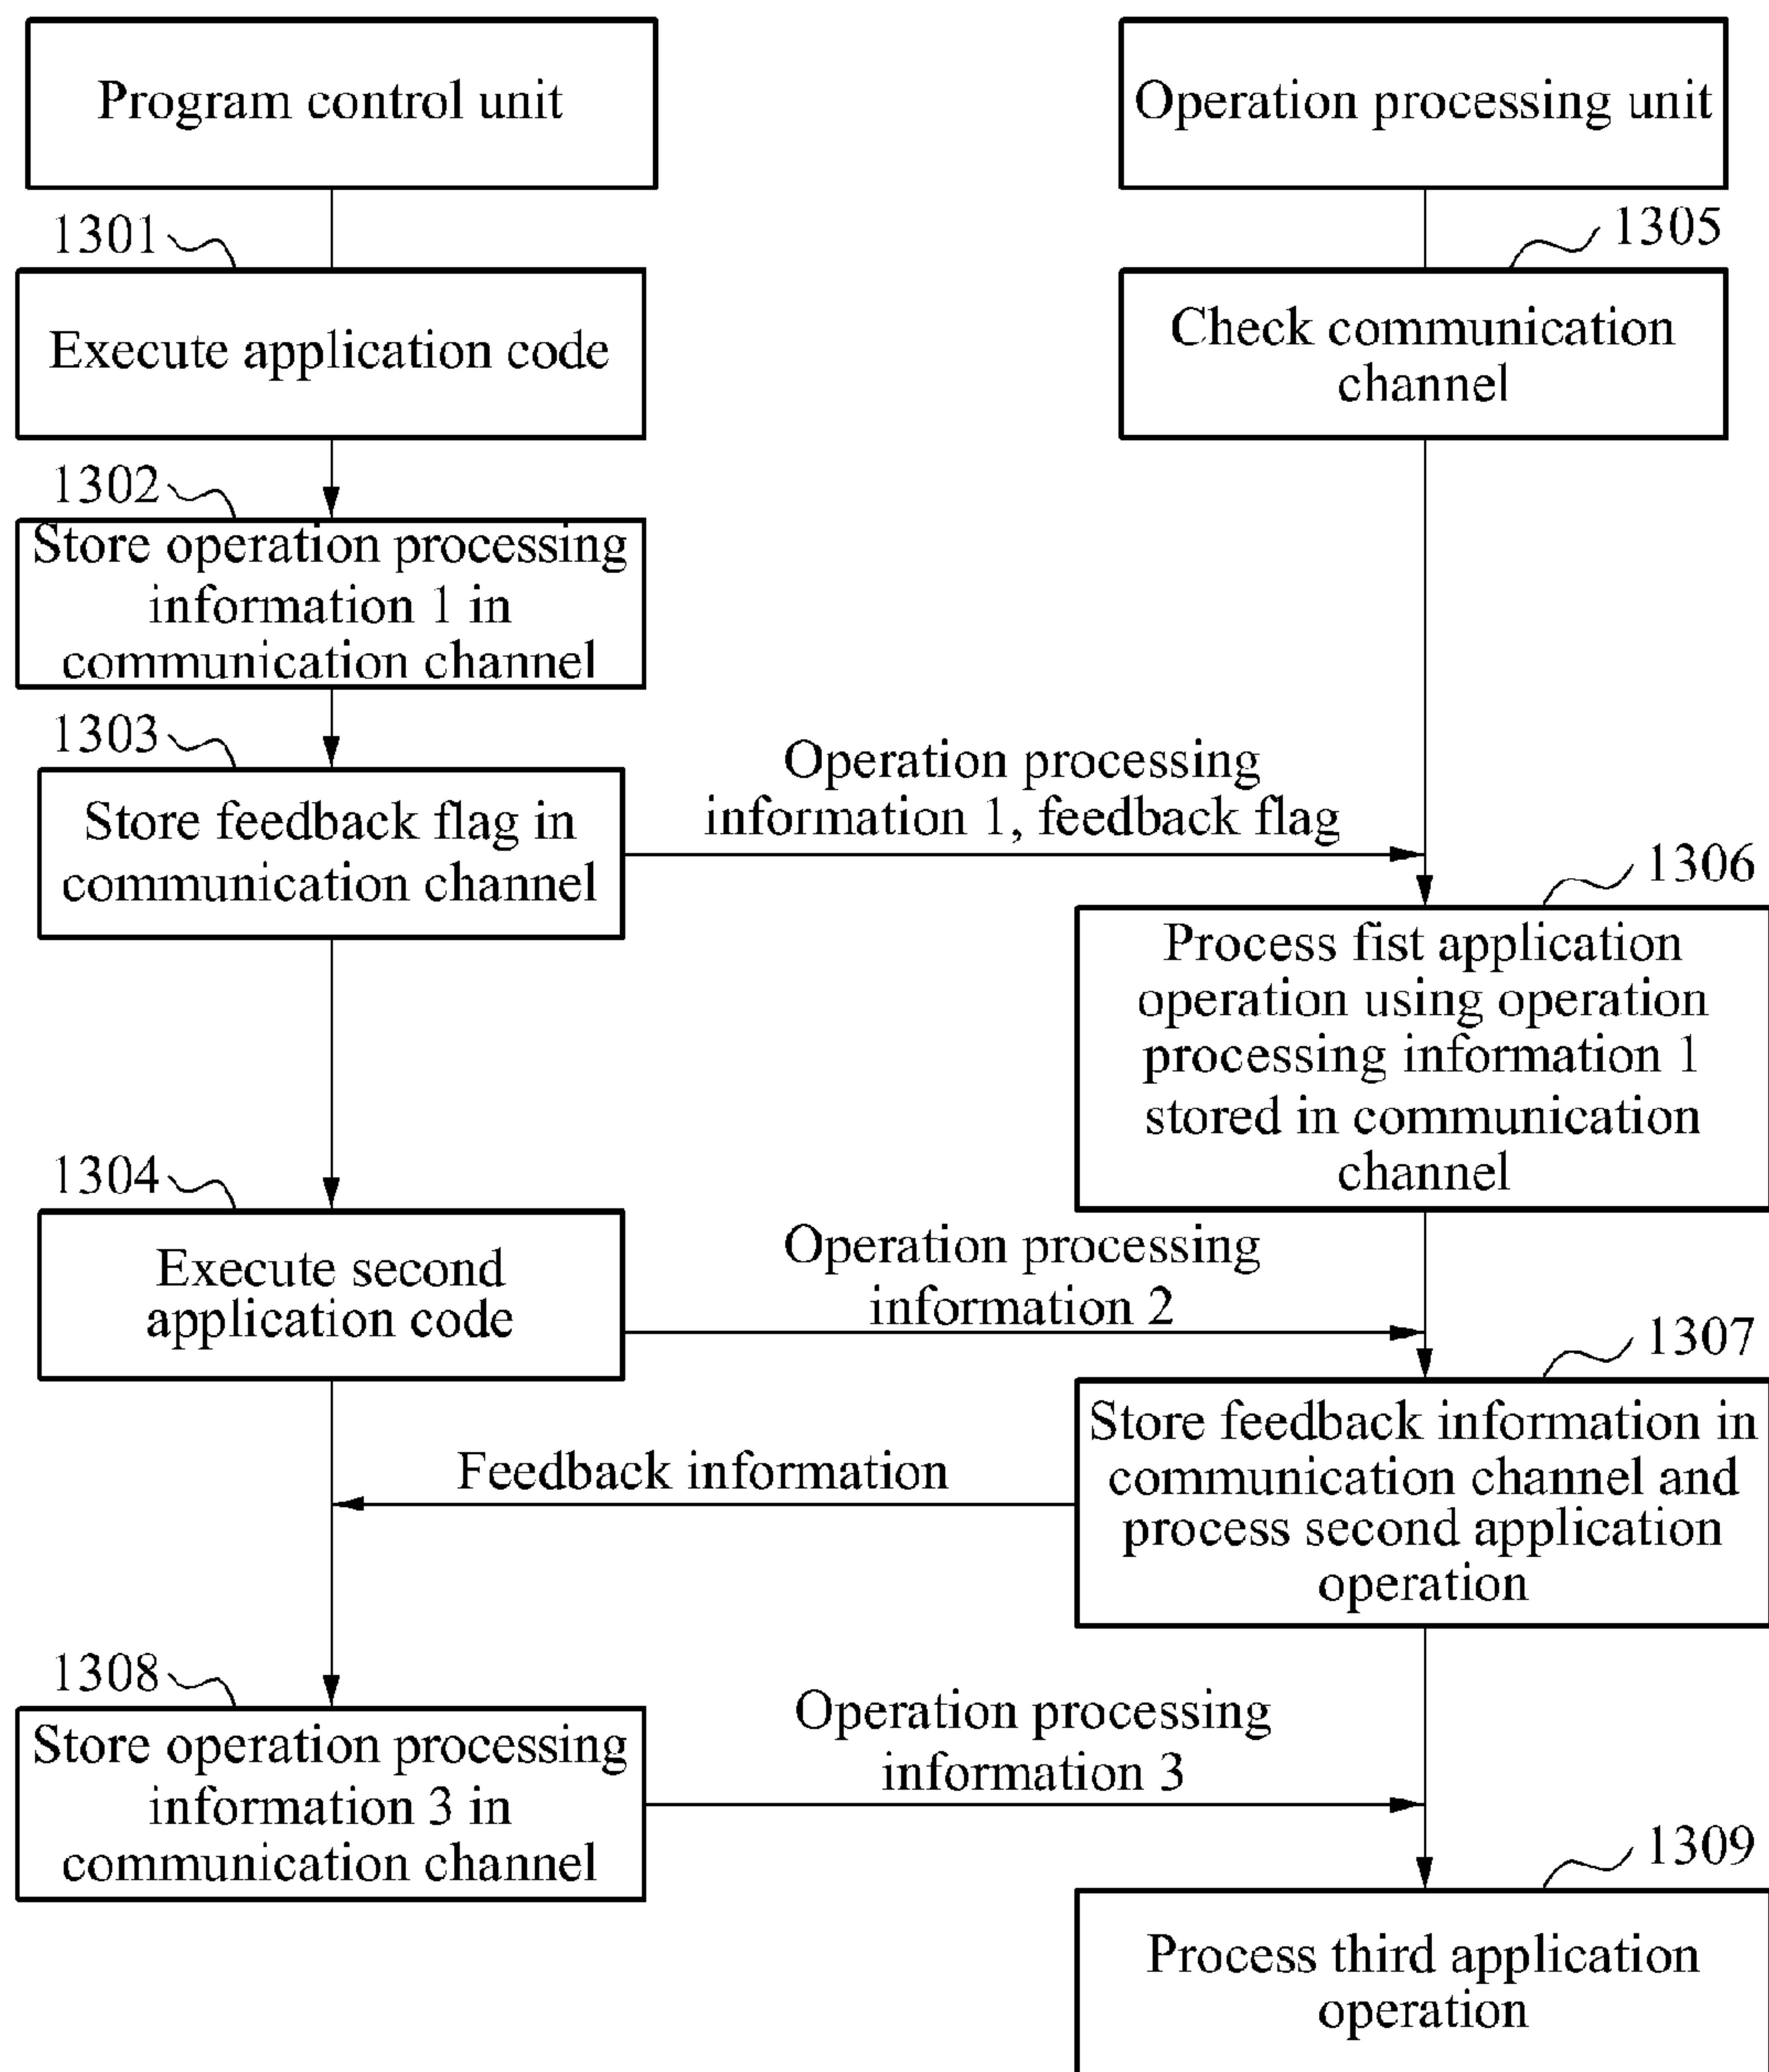 Program control unit
Operation processing unit
1301
1305
Execute application code
Check communication
channel
1302
Store operation processing
information 1 in
communication channel
1303
Store feedback flag in
communication channel
Operation processing
information 1, feedback flag
1306
Process fist application
operation using operation
processing information 1
stored in communication
channel
1304
Execute second
application code
Operation processing
information 2
1307
Store feedback information in
communication channel and
process second application
operation
Feedback information
1308
Store operation processing
information 3 in
communication channel
Operation processing
information 3
1309
Process third application
operation